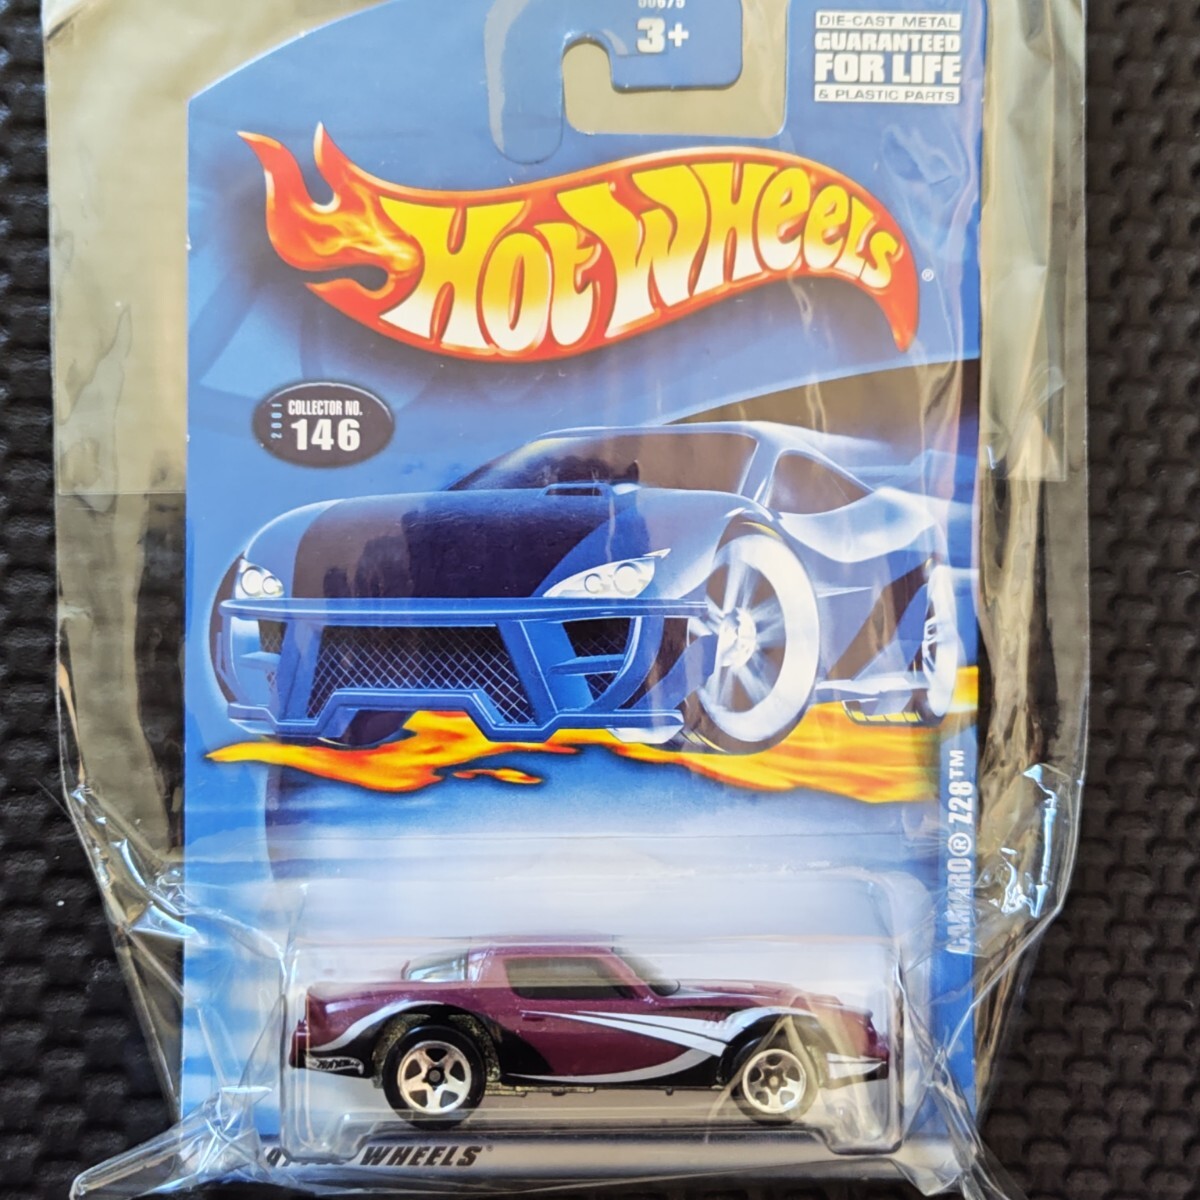 3+
DIE-CAST METAL
GUARANTEED
FOR LIFE
& PLASTIC PARTS
HOT WHEELS®
2001
COLLECTOR NO.
146
CAMARO® Z28™
WHEELS